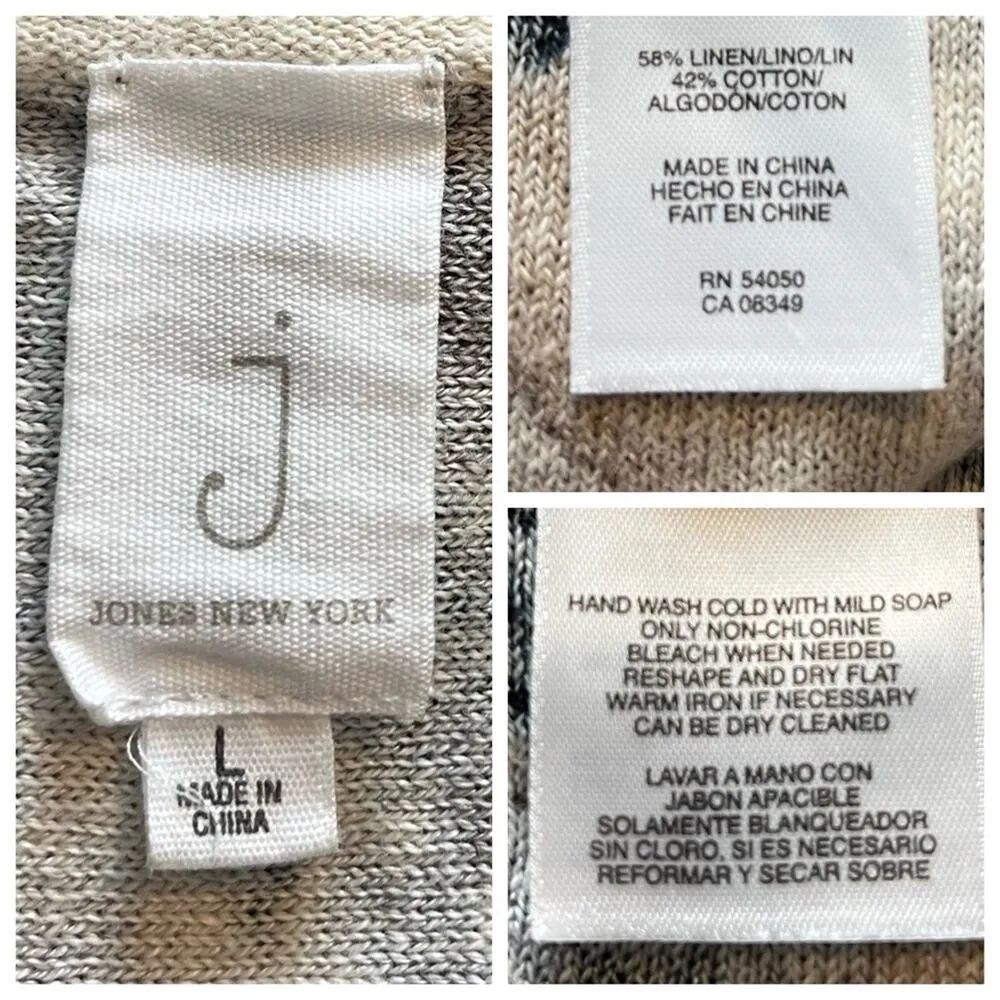 j
JONES NEW YORK
L
MADE IN
CHINA
58% LINEN/LINO/LIN
42% COTTON/
ALGODÓN/COTON
MADE IN CHINA
HECHO EN CHINA
FAIT EN CHINE
RN 54050
CA 08349
HAND WASH COLD WITH MILD SOAP
ONLY NON-CHLORINE
BLEACH WHEN NEEDED
RESHAPE AND DRY FLAT
WARM IRON IF NECESSARY
CAN BE DRY CLEANED
LAVAR A MANO CON
JABON APACIBLE
SOLAMENTE BLANQUEADOR
SIN CLORO, SI ES NECESARIO
REFORMAR Y SECAR SOBRE